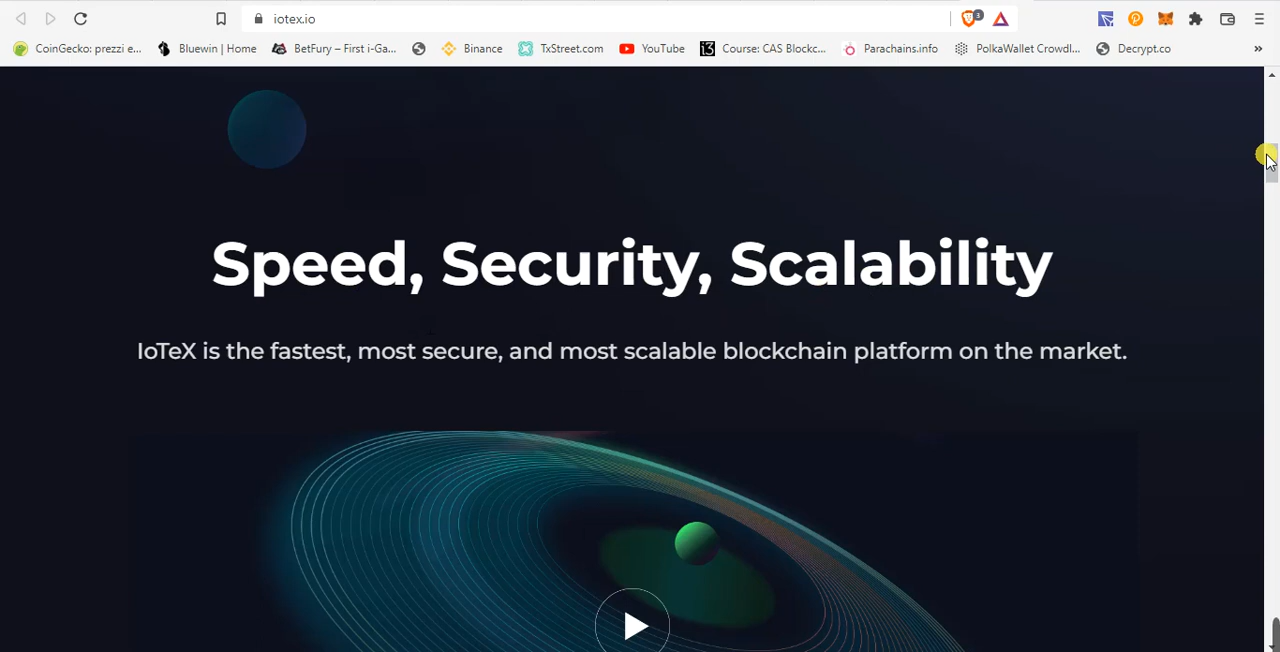 iotex.io
3
CoinGecko: prezzi e... Bluewin | Home BetFury – First i-Ga... Binance TxStreet.com YouTube i3 Course: CAS Blockc... Parachains.info PolkaWallet Crowdl... Decrypt.co »
Speed, Security, Scalability
IoTeX is the fastest, most secure, and most scalable blockchain platform on the market.